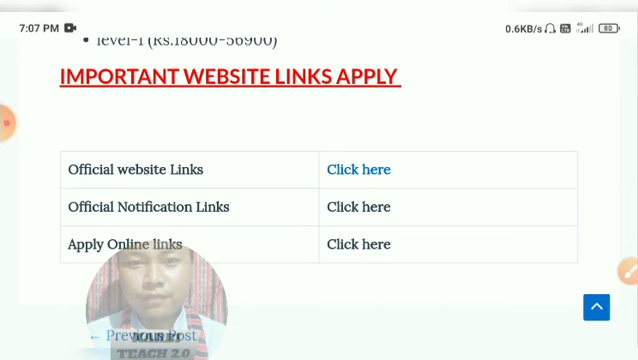 7:07 PM
0.6KB/s 4G 80
level-1 (Rs.18000-56900)
IMPORTANT WEBSITE LINKS APPLY
Official website Links Click here
Official Notification Links Click here
Apply Online links Click here
← Previous Post
TEACH 2.0